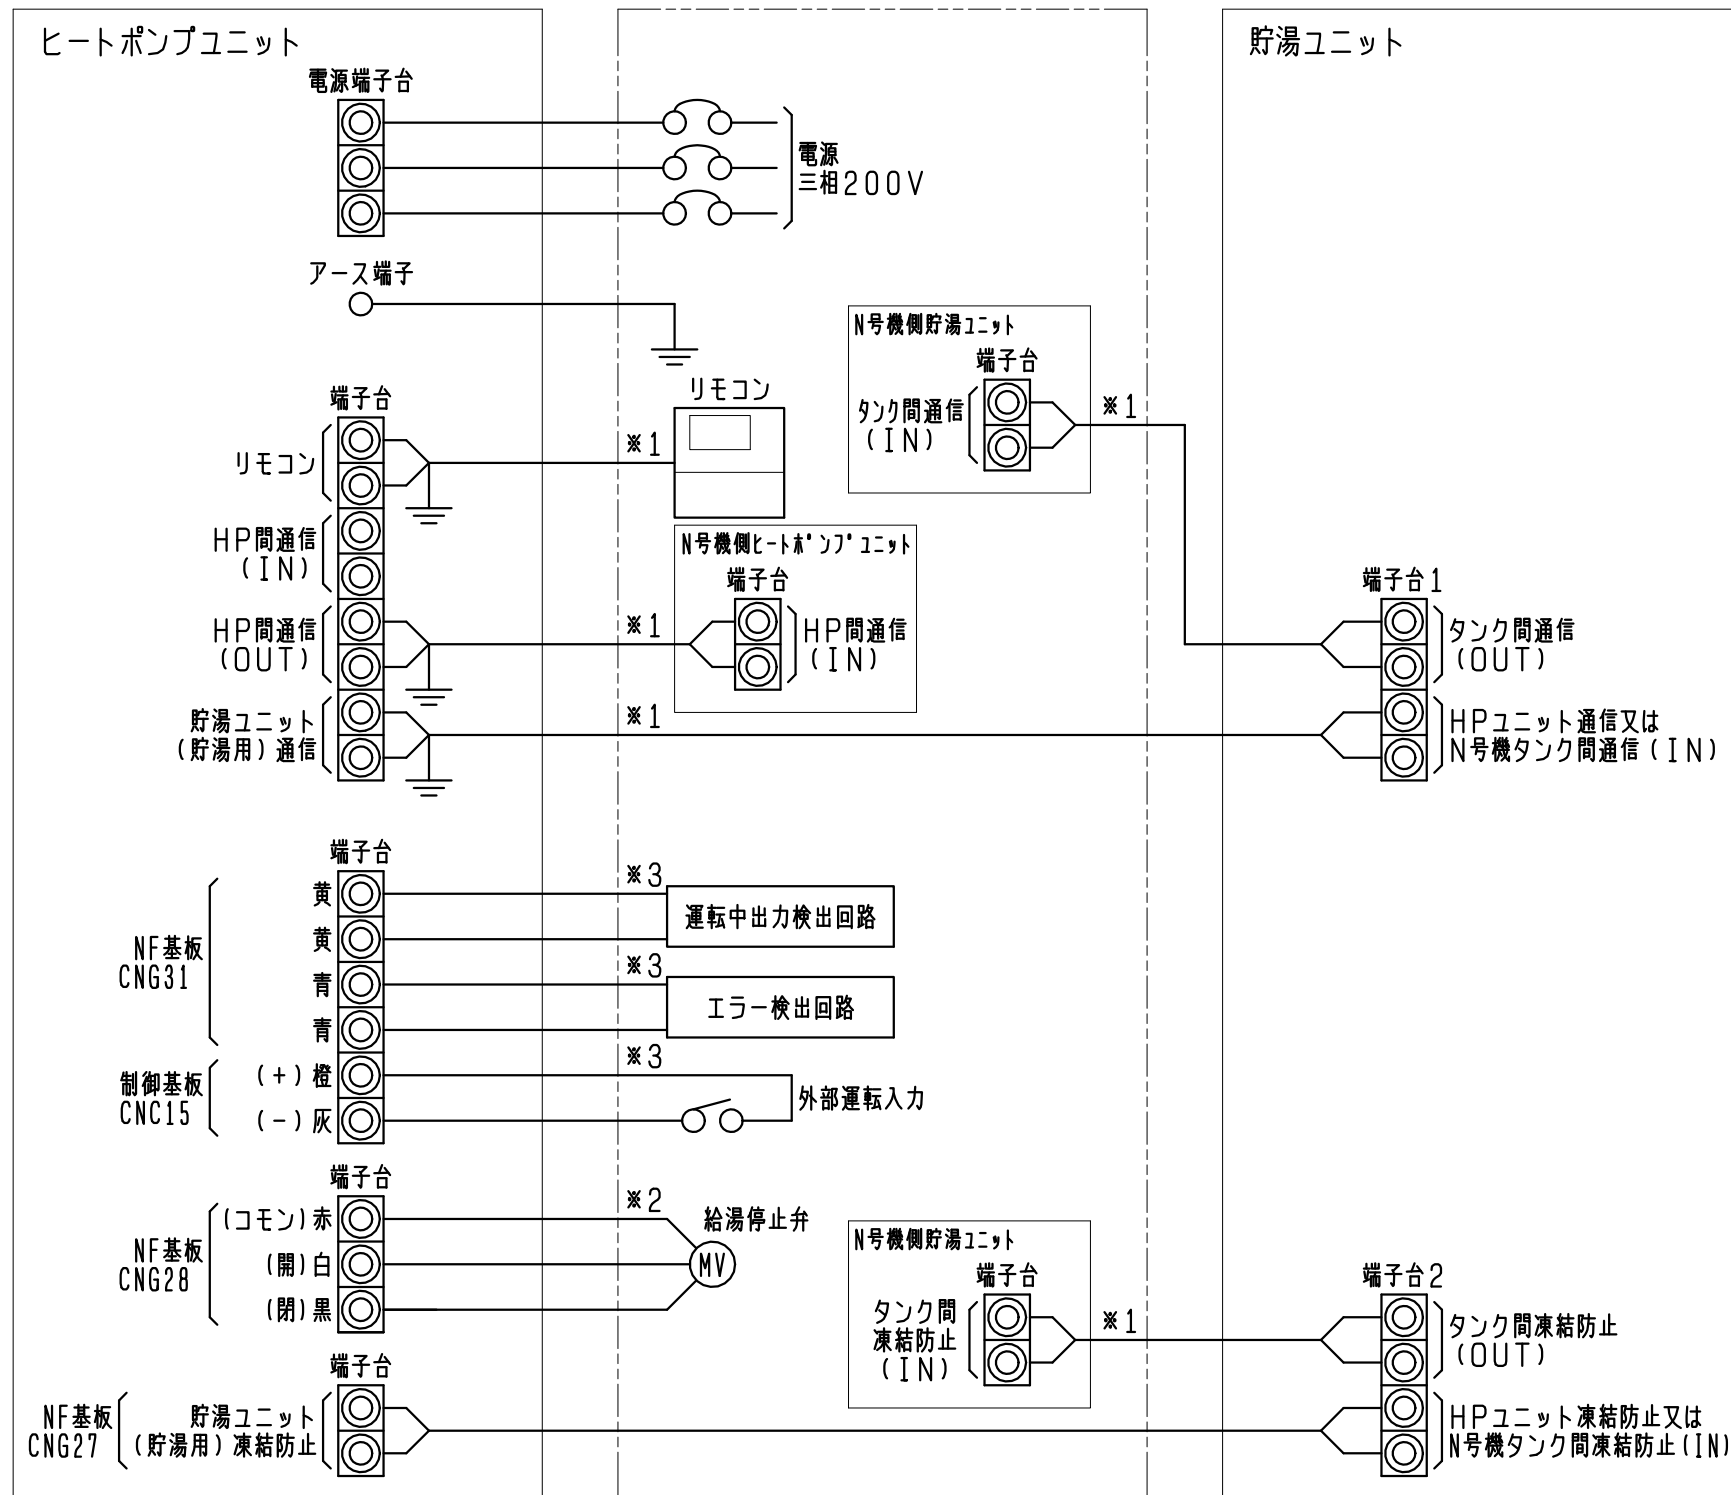 ヒートポンプユニット
貯湯ユニット
電源端子台
電源
三相200V
アース端子
N号機側貯湯ユニット
端子台
タンク間通信
(IN)
※1
端子台
リモコン
※1
リモコン
HP間通信
(IN)
N号機側ヒートポンプユニット
端子台
HP間通信
(IN)
HP間通信
(OUT)
※1
端子台1
タンク間通信
(OUT)
貯湯ユニット
(貯湯用)通信
※1
HPユニット通信又は
N号機タンク間通信(IN)
端子台
NF基板
CNG31
黄
黄
青
青
※3
運転中出力検出回路
※3
エラー検出回路
制御基板
CNC15
(+)橙
(-)灰
※3
外部運転入力
端子台
NF基板
CNG28
(コモン)赤
(開)白
(閉)黒
※2
給湯停止弁
MV
N号機側貯湯ユニット
端子台
タンク間
凍結防止
(IN)
※1
端子台2
タンク間凍結防止
(OUT)
端子台
NF基板
CNG27
貯湯ユニット
(貯湯用)凍結防止
HPユニット凍結防止又は
N号機タンク間凍結防止(IN)